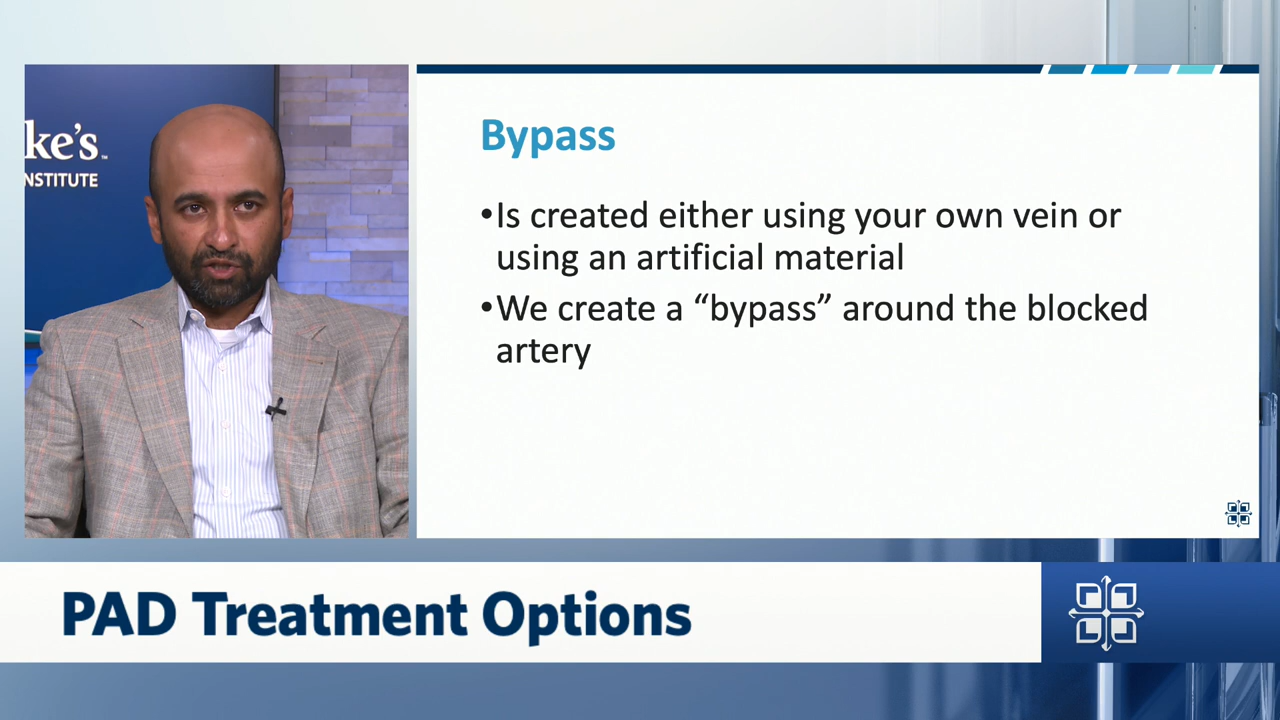 ke's™
NSTITUTE
Bypass
•Is created either using your own vein or
using an artificial material
•We create a “bypass” around the blocked
artery
PAD Treatment Options